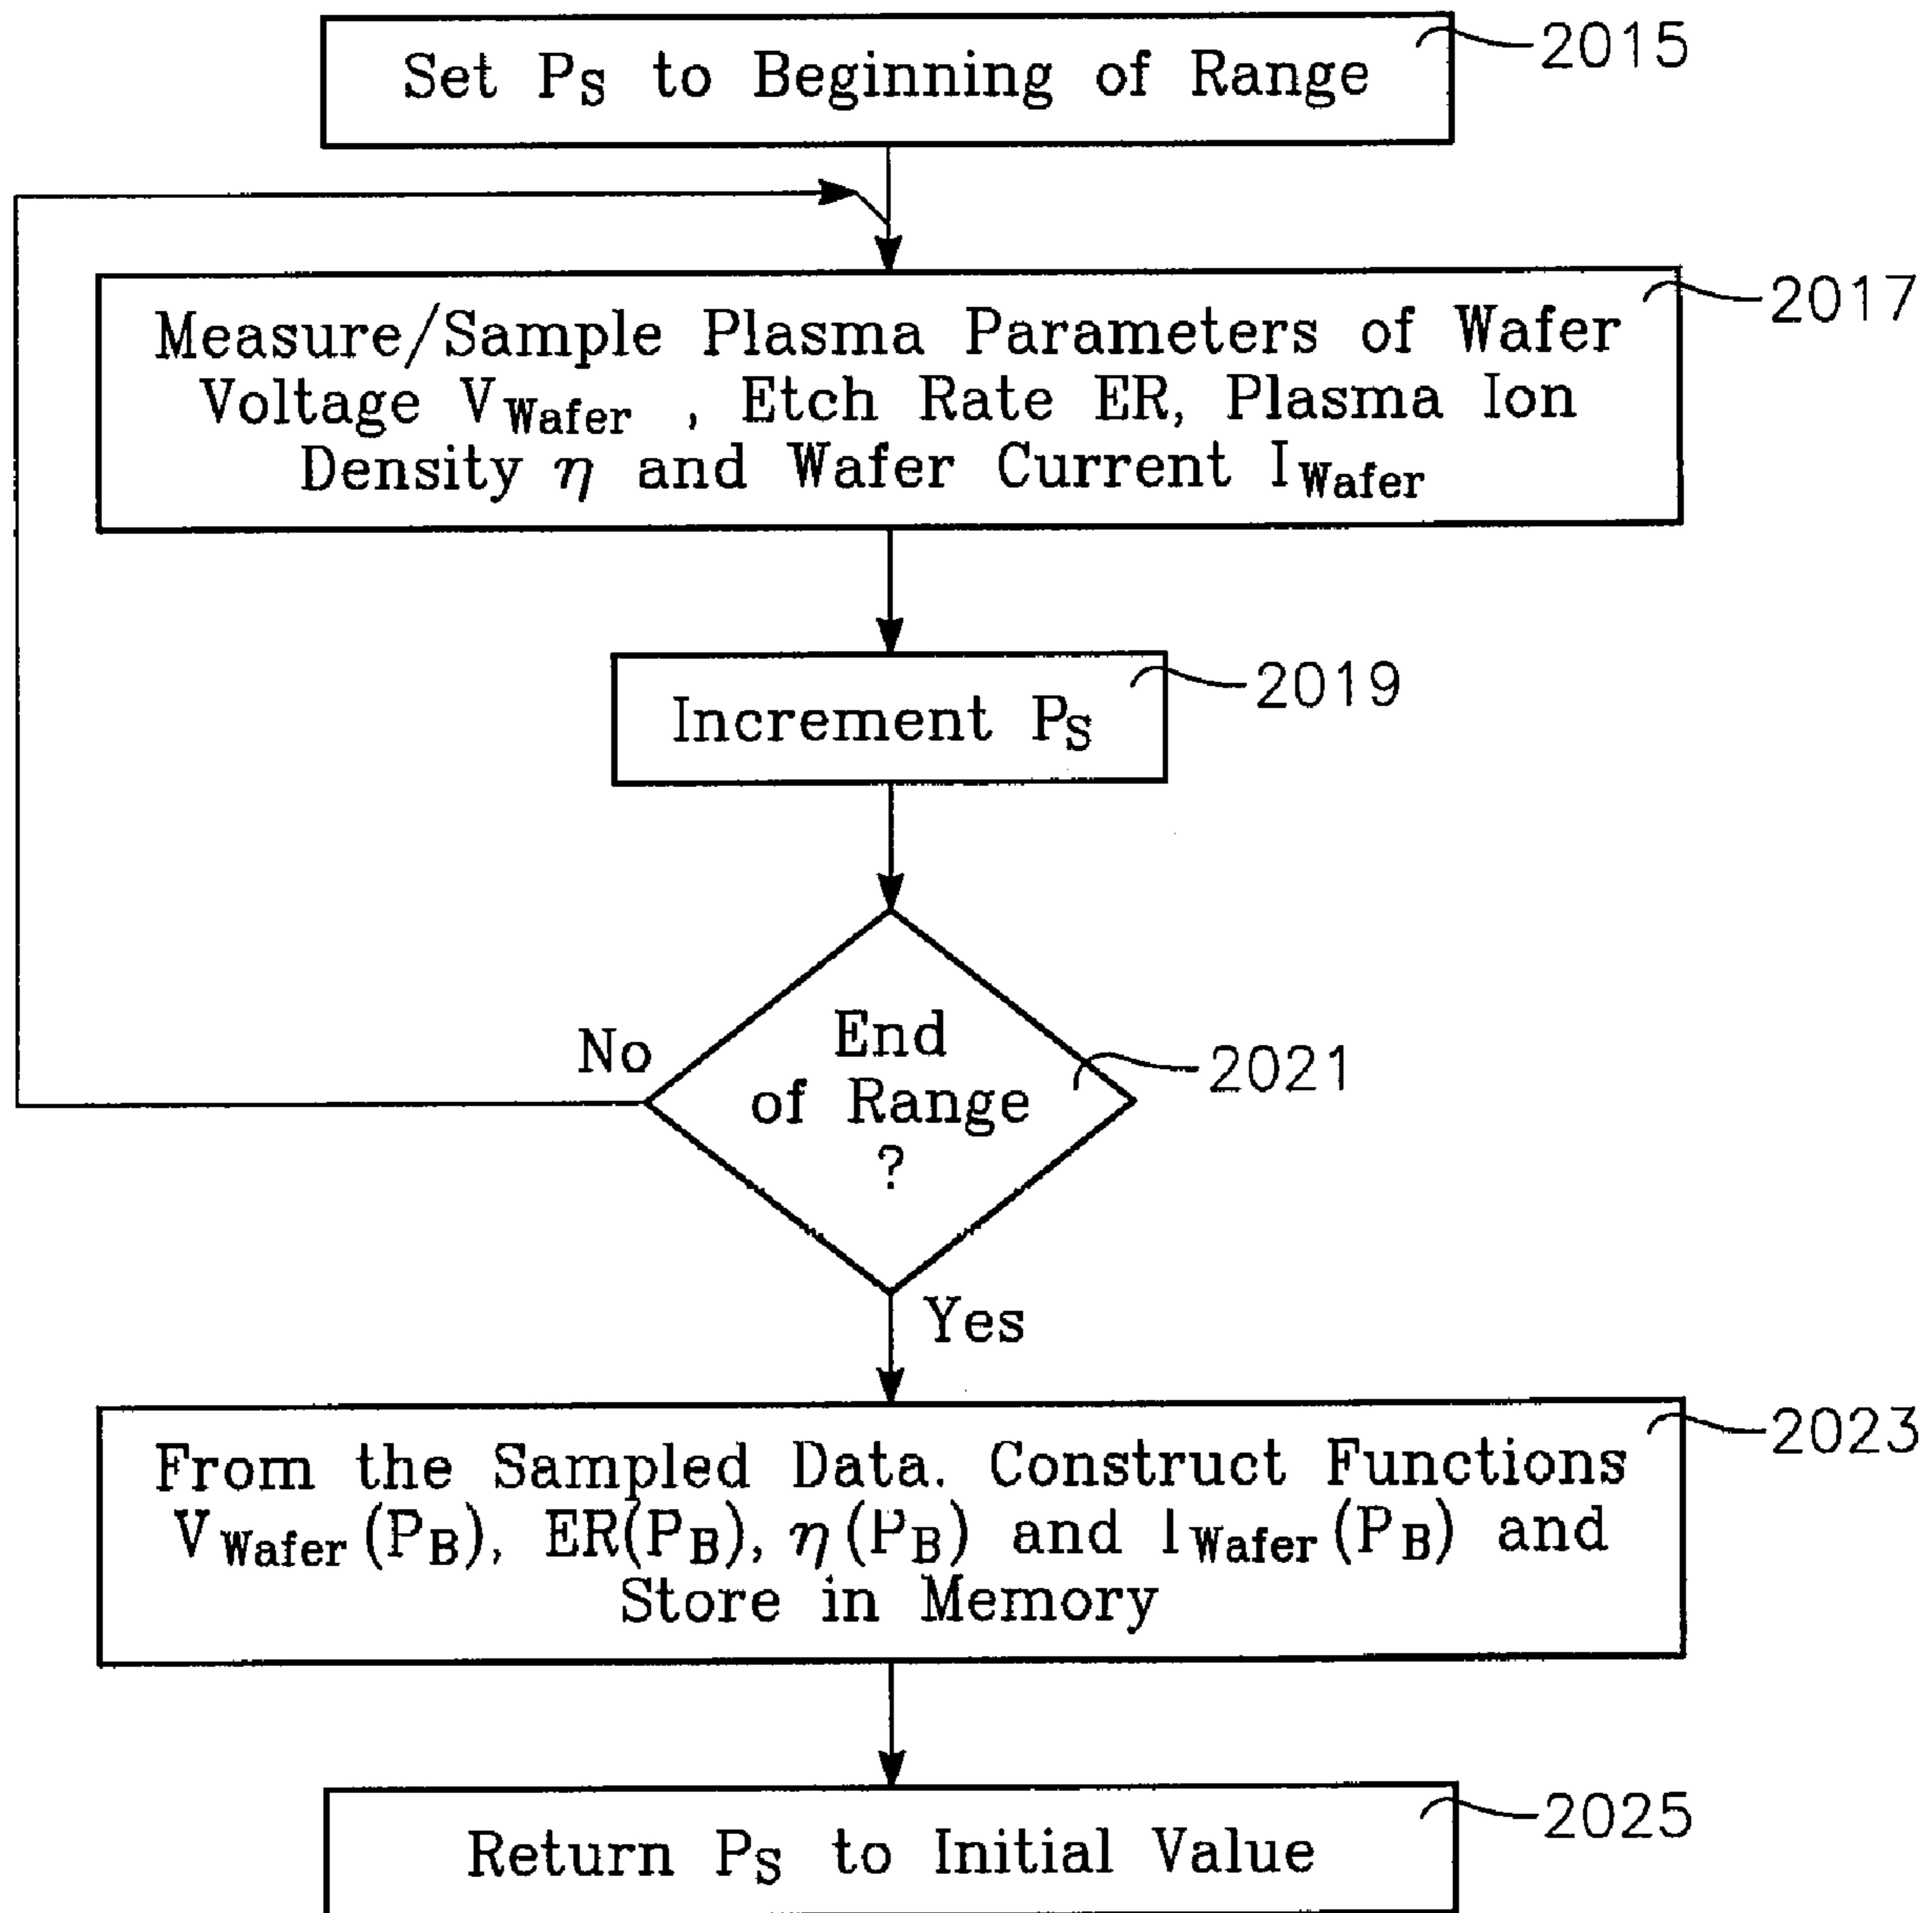 Set PS to Beginning of Range
2015
Measure/Sample Plasma Parameters of Wafer
Voltage VWafer , Etch Rate ER, Plasma Ion
Density η and Wafer Current IWafer
2017
Increment PS
2019
End
of Range
?
2021
No
Yes
From the Sampled Data. Construct Functions
VWafer (PB), ER(PB), η (PB) and IWafer (PB) and
Store in Memory
2023
Return PS to Initial Value
2025